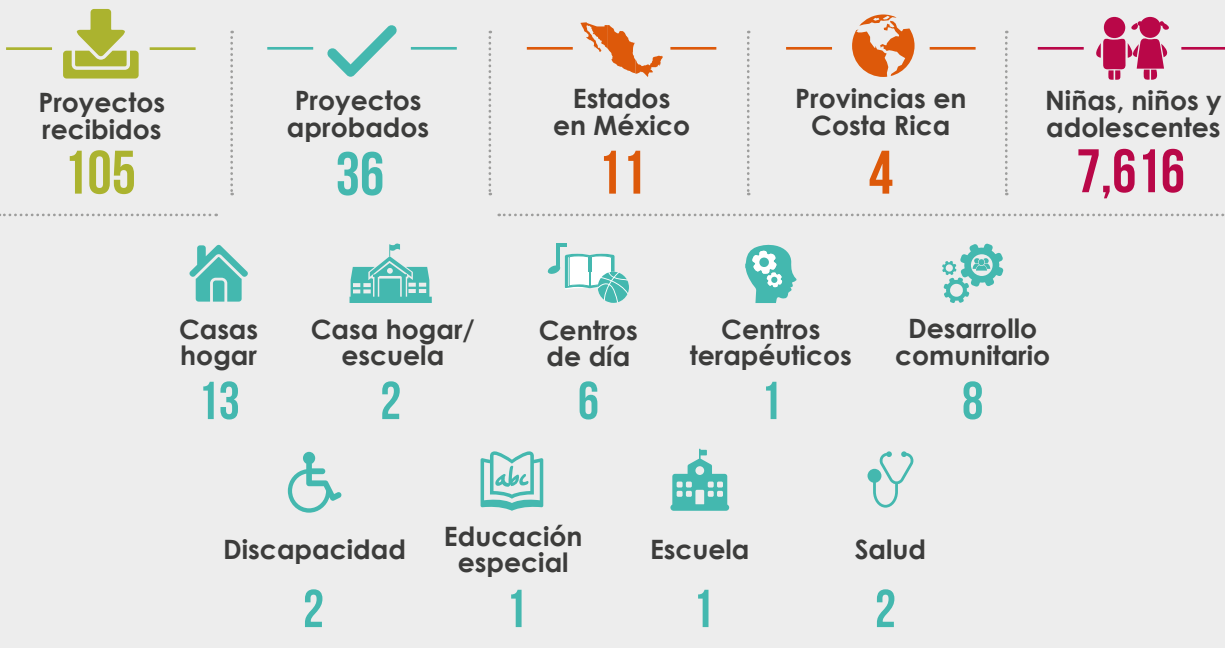 Proyectos
recibidos
105
Proyectos
aprobados
36
Estados
en México
11
Provincias en
Costa Rica
4
Niñas, niños y
adolescentes
7,616
Casas
hogar
13
Casa hogar/
escuela
2
Centros
de día
6
Centros
terapéuticos
1
Desarrollo
comunitario
8
Discapacidad
2
abc
Educación
especial
1
Escuela
1
Salud
2